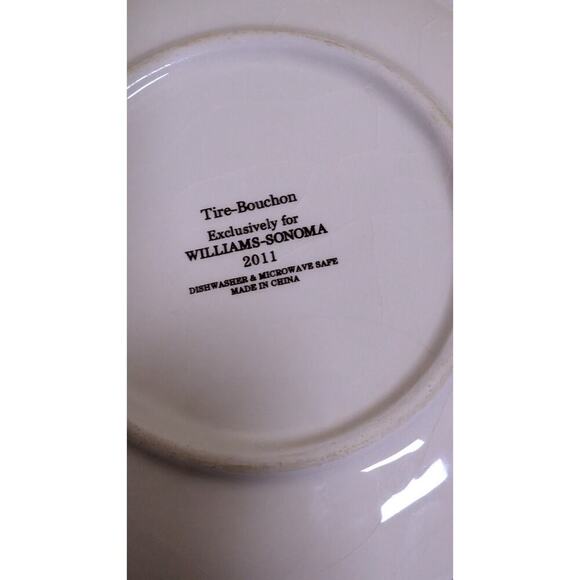 Tire-Bouchon
Exclusively for
WILLIAMS-SONOMA
2011
DISHWASHER & MICROWAVE SAFE
MADE IN CHINA